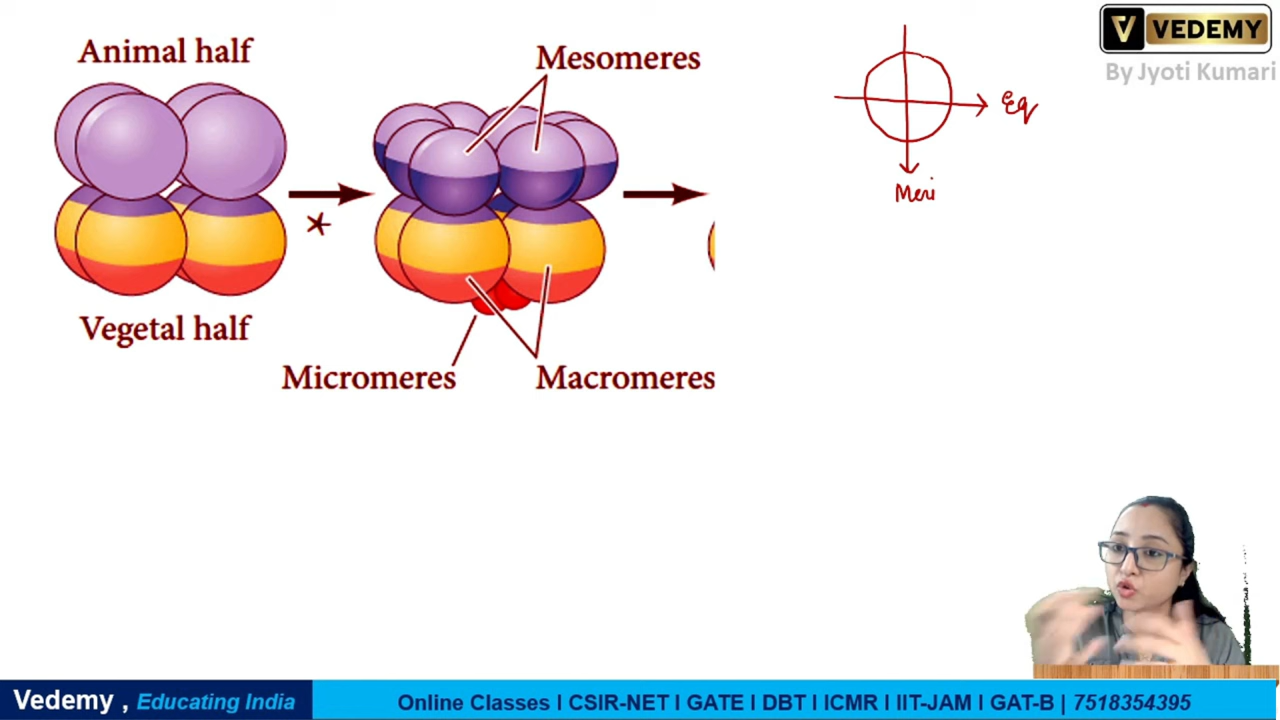 Animal half
Mesomeres
Vegetal half
Micromeres
Macromeres
Eq
Meri
V VEDEMY
By Jyoti Kumari
Vedemy , Educating India
Online Classes I CSIR-NET I GATE I DBT I ICMR I IIT-JAM I GAT-B | 7518354395